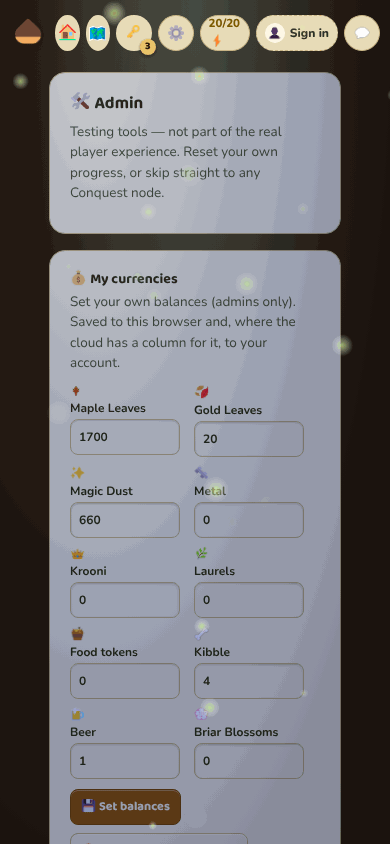 20/20
3
Sign in
Admin
Testing tools — not part of the real
player experience. Reset your own
progress, or skip straight to any
Conquest node.
My currencies
Set your own balances (admins only).
Saved to this browser and, where the
cloud has a column for it, to your
account.
Maple Leaves
Gold Leaves
1700
20
Magic Dust
Metal
660
0
Krooni
Laurels
0
0
Food tokens
Kibble
0
4
Beer
Briar Blossoms
1
0
Set balances